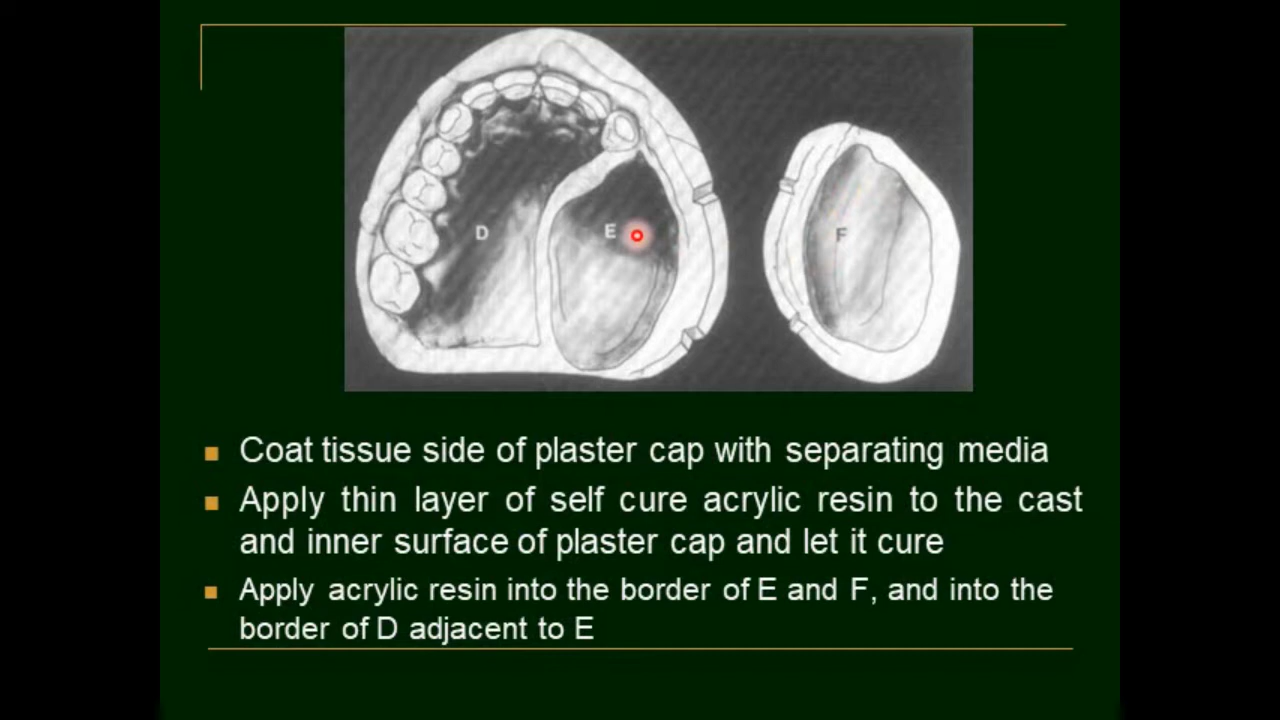 D E F
Coat tissue side of plaster cap with separating media
Apply thin layer of self cure acrylic resin to the cast
and inner surface of plaster cap and let it cure
Apply acrylic resin into the border of E and F, and into the
border of D adjacent to E